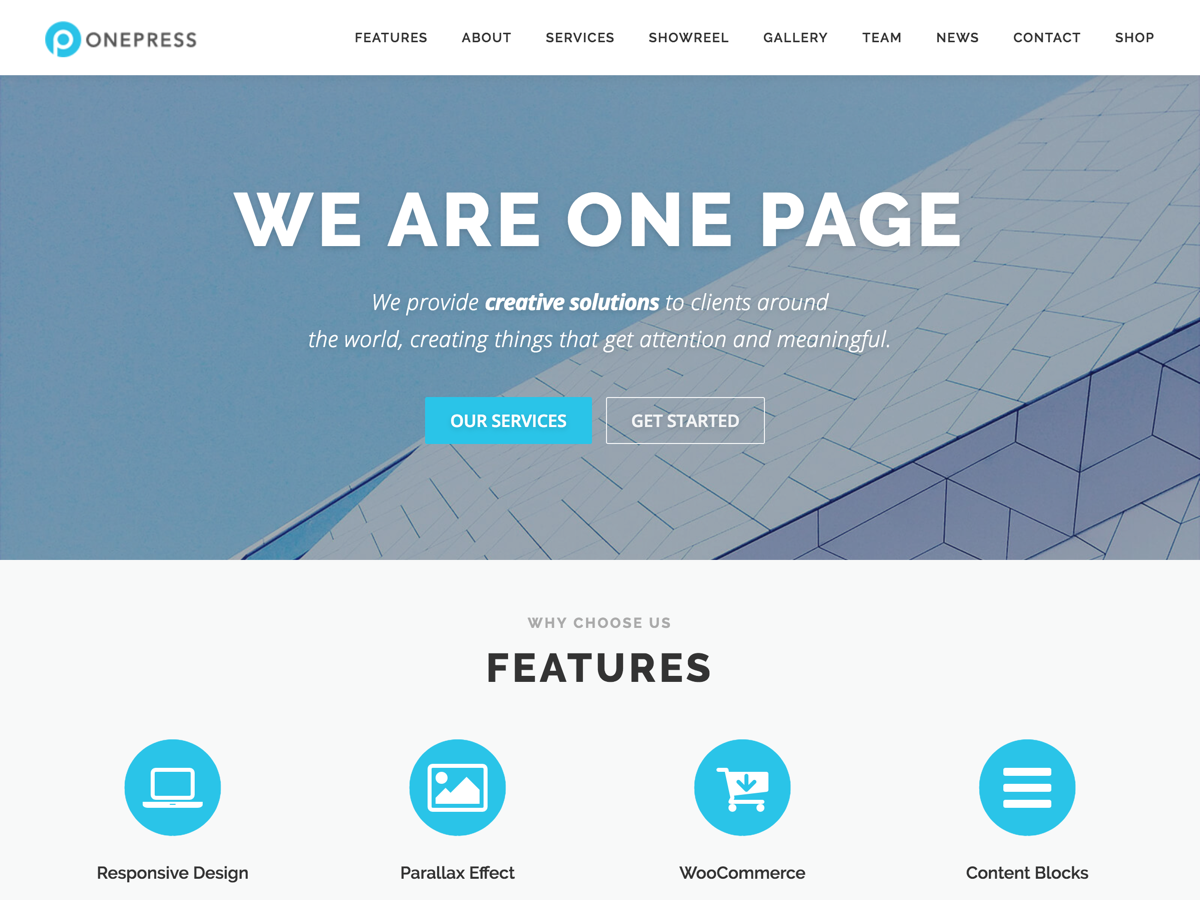 ONEPRESS
FEATURES ABOUT SERVICES SHOWREEL GALLERY TEAM NEWS CONTACT SHOP
WE ARE ONE PAGE
We provide creative solutions to clients around
the world, creating things that get attention and meaningful.
OUR SERVICES GET STARTED
WHY CHOOSE US
FEATURES
Responsive Design Parallax Effect WooCommerce Content Blocks